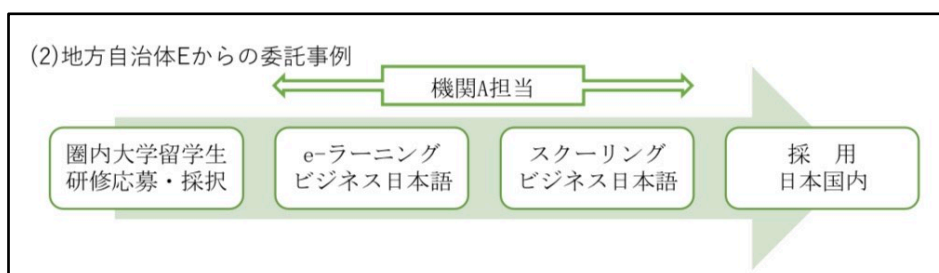 (2)地方自治体Eからの委託事例
機関A担当
圏内大学留学生
研修応募・採択
e-ラーニング
ビジネス日本語
スクーリング
ビジネス日本語
採 用
日本国内